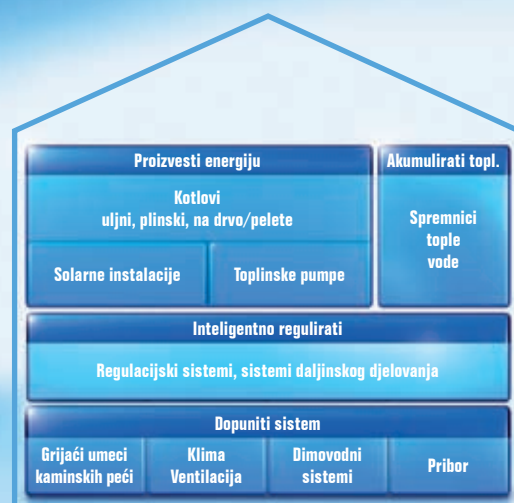 Proizvesti energiju
Kotlovi
uljni, plinski, na drvo/pelete
Solarne instalacije
Toplinske pumpe
Akumulirati topl.
Spremnici
tople
vode
Inteligentno regulirati
Regulacijski sistemi, sistemi daljinskog djelovanja
Dopuniti sistem
Grijaći umeci
kaminskih peći
Klima
Ventilacija
Dimovodni
sistemi
Pribor